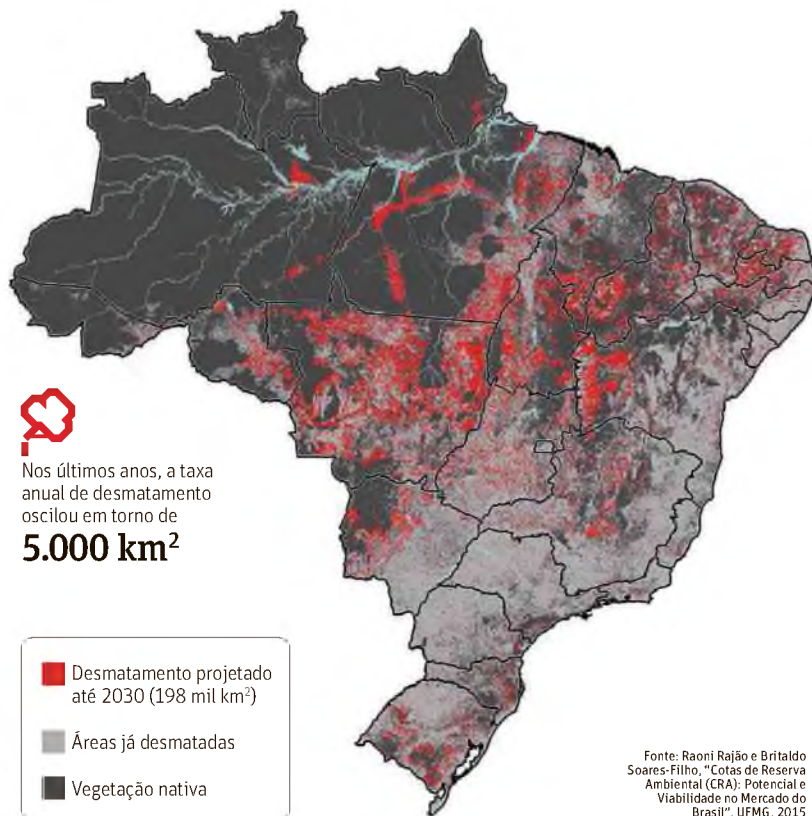 Nos últimos anos, a taxa
anual de desmatamento
oscilou em torno de
5.000 km²
Desmatamento projetado
até 2030 (198 mil km²)
Áreas já desmatadas
Vegetação nativa
Fonte: Raoni Rajão e Britaldo
Soares-Filho, "Cotas de Reserva
Ambiental (CRA): Potencial e
Viabilidade no Mercado do
Brasil", UFMG, 2015